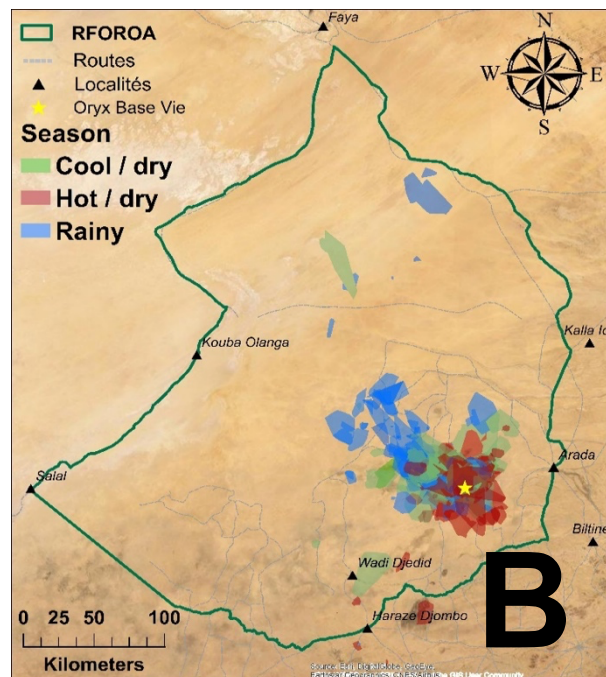 RFOROA
Routes
Localités
Oryx Base Vie
Season
Cool / dry
Hot / dry
Rainy
Faya
N
W E
S
Kouba Olanga
Kalla
Salal
Arada
Biltine
Wadi Djedid
Haraze Djombo
B
0 25 50 100
Kilometers